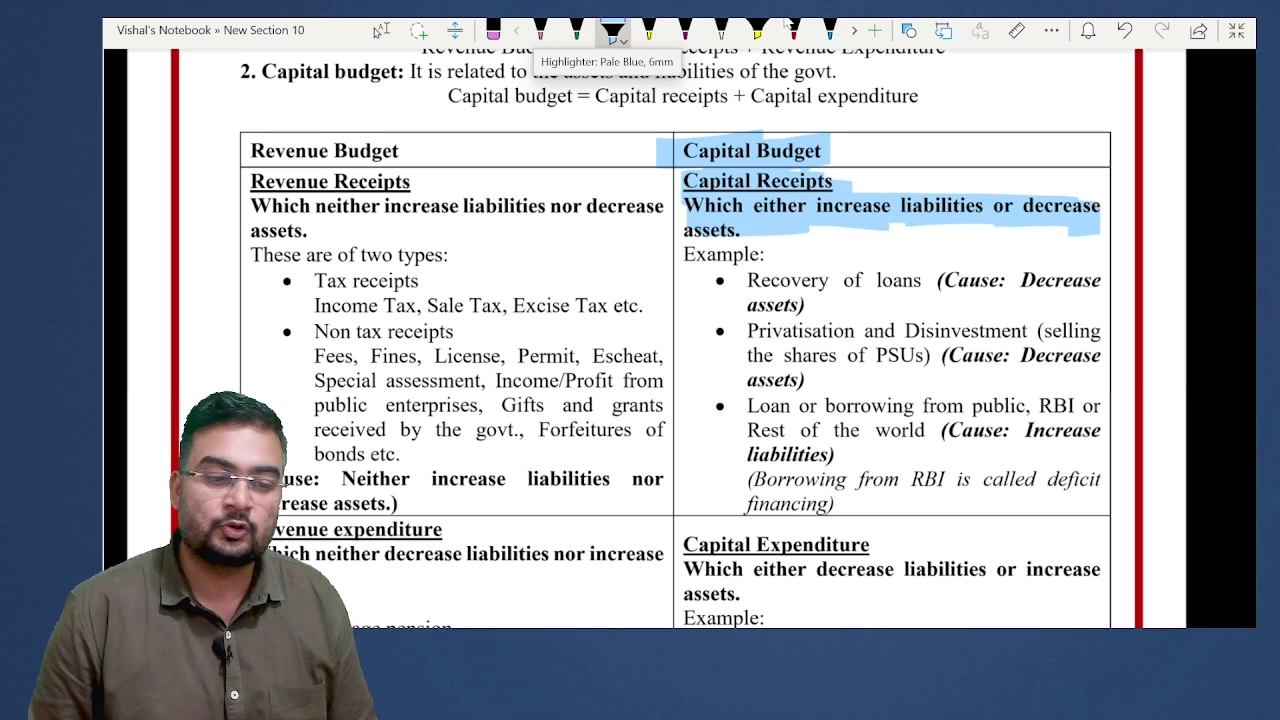 Vishal's Notebook » New Section 10
Highlighter: Pale Blue, 6mm
2. Capital budget: It is related to the assets and liabilities of the govt.
Capital budget = Capital receipts + Capital expenditure
Revenue Budget
Revenue Receipts
Which neither increase liabilities nor decrease
assets.
These are of two types:
• Tax receipts
Income Tax, Sale Tax, Excise Tax etc.
• Non tax receipts
Fees, Fines, License, Permit, Escheat,
Special assessment, Income/Profit from
public enterprises, Gifts and grants
received by the govt., Forfeitures of
bonds etc.
Neither increase liabilities nor
assets.)
expenditure
neither decrease liabilities nor increase
pension
Capital Budget
Capital Receipts
Which either increase liabilities or decrease
assets.
Example:
• Recovery of loans (Cause: Decrease
assets)
• Privatisation and Disinvestment (selling
the shares of PSUs) (Cause: Decrease
assets)
• Loan or borrowing from public, RBI or
Rest of the world (Cause: Increase
liabilities)
(Borrowing from RBI is called deficit
financing)
Capital Expenditure
Which either decrease liabilities or increase
assets.
Example: